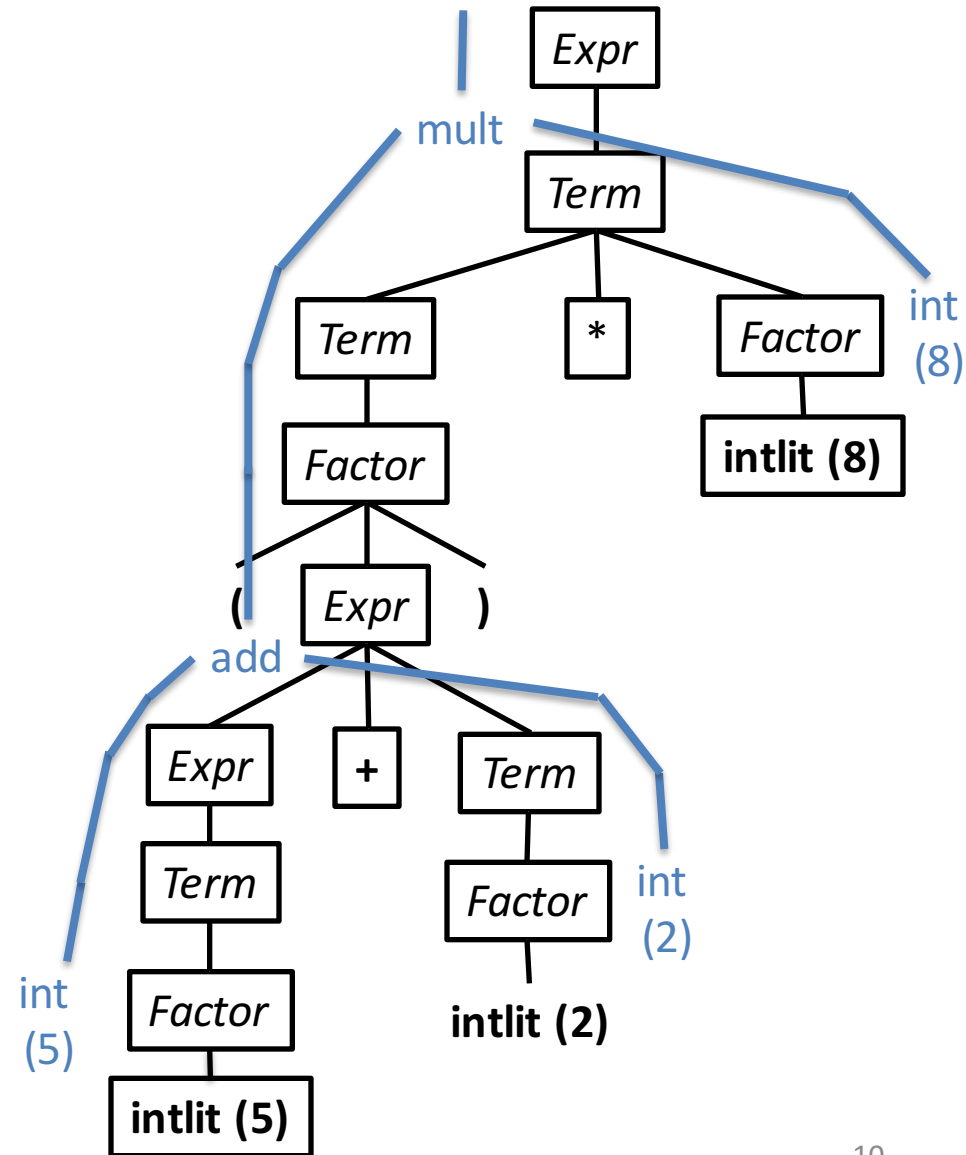 Expr
mult
Term
int
(8)
Term
*
Factor
Factor
intlit (8)
(
Expr
)
add
Expr
+
Term
Term
Factor
int
(2)
int
(5)
Factor
intlit (2)
intlit (5)
10